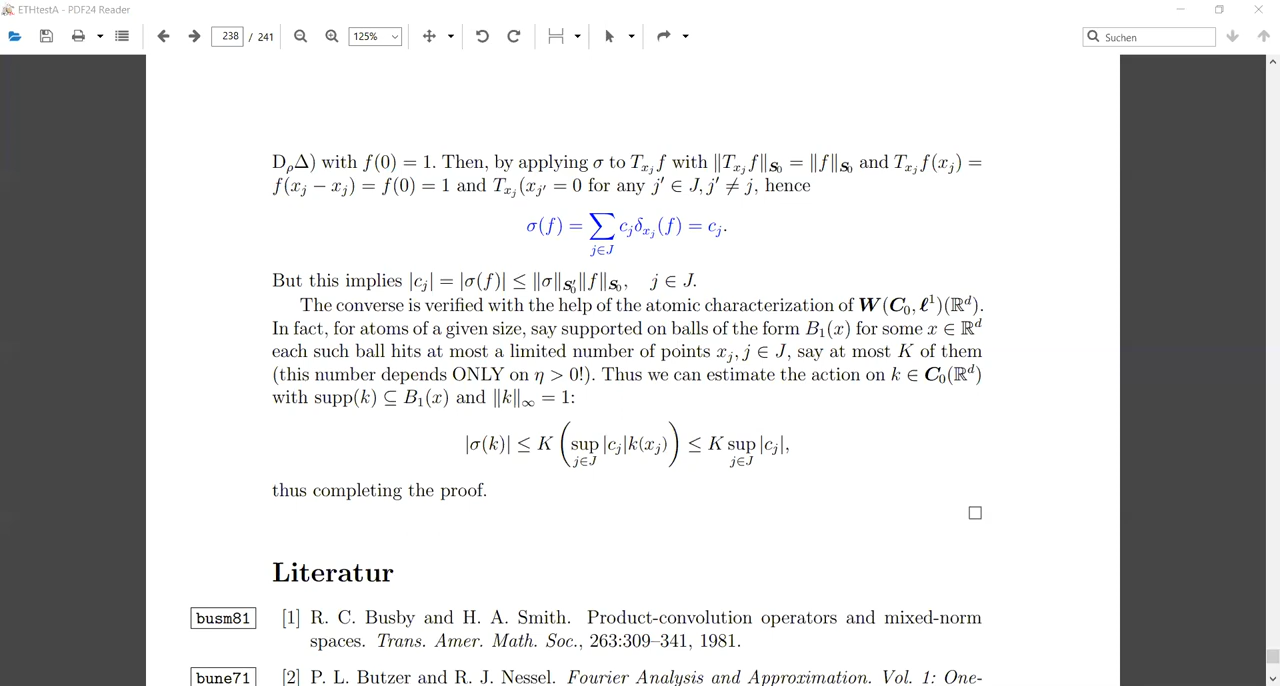 ETHtestA - PDF24 Reader
238 / 241 125% Suchen
D_ρΔ) with f(0) = 1. Then, by applying σ to T_{x_j} f with ‖T_{x_j} f‖_{S_0} = ‖f‖_{S_0} and T_{x_j} f(x_j) =
f(x_j − x_j) = f(0) = 1 and T_{x_j}(x_{j′} = 0 for any j′ ∈ J, j′ ≠ j, hence
σ(f) = ∑_{j∈J} c_j δ_{x_j}(f) = c_j.
But this implies |c_j| = |σ(f)| ≤ ‖σ‖_{S_0′}‖f‖_{S_0}, j ∈ J.
The converse is verified with the help of the atomic characterization of W(C_0, ℓ^1)(ℝ^d).
In fact, for atoms of a given size, say supported on balls of the form B_1(x) for some x ∈ ℝ^d
each such ball hits at most a limited number of points x_j, j ∈ J, say at most K of them
(this number depends ONLY on η > 0!). Thus we can estimate the action on k ∈ C_0(ℝ^d)
with supp(k) ⊆ B_1(x) and ‖k‖_∞ = 1:
|σ(k)| ≤ K (sup_{j∈J} |c_j|k(x_j)) ≤ K sup_{j∈J} |c_j|,
thus completing the proof.
□
Literatur
busm81 [1] R. C. Busby and H. A. Smith. Product-convolution operators and mixed-norm
spaces. Trans. Amer. Math. Soc., 263:309–341, 1981.
bune71 [2] P. L. Butzer and R. J. Nessel. Fourier Analysis and Approximation. Vol. 1: One-